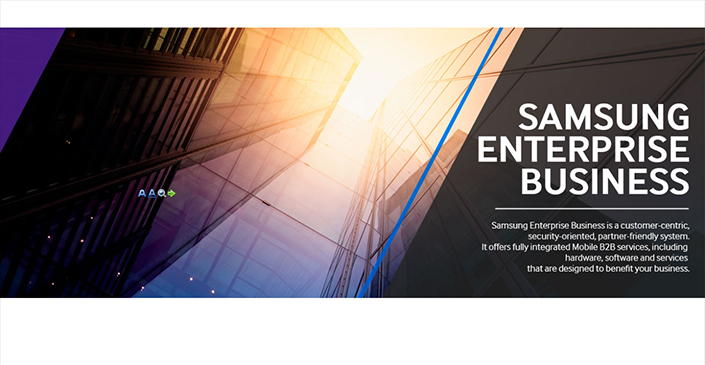 SAMSUNG
ENTERPRISE
BUSINESS
Samsung Enterprise Business is a customer-centric,
security-oriented, partner-friendly system.
It offers fully integrated Mobile B2B services, including
hardware, software and services
that are designed to benefit your business.